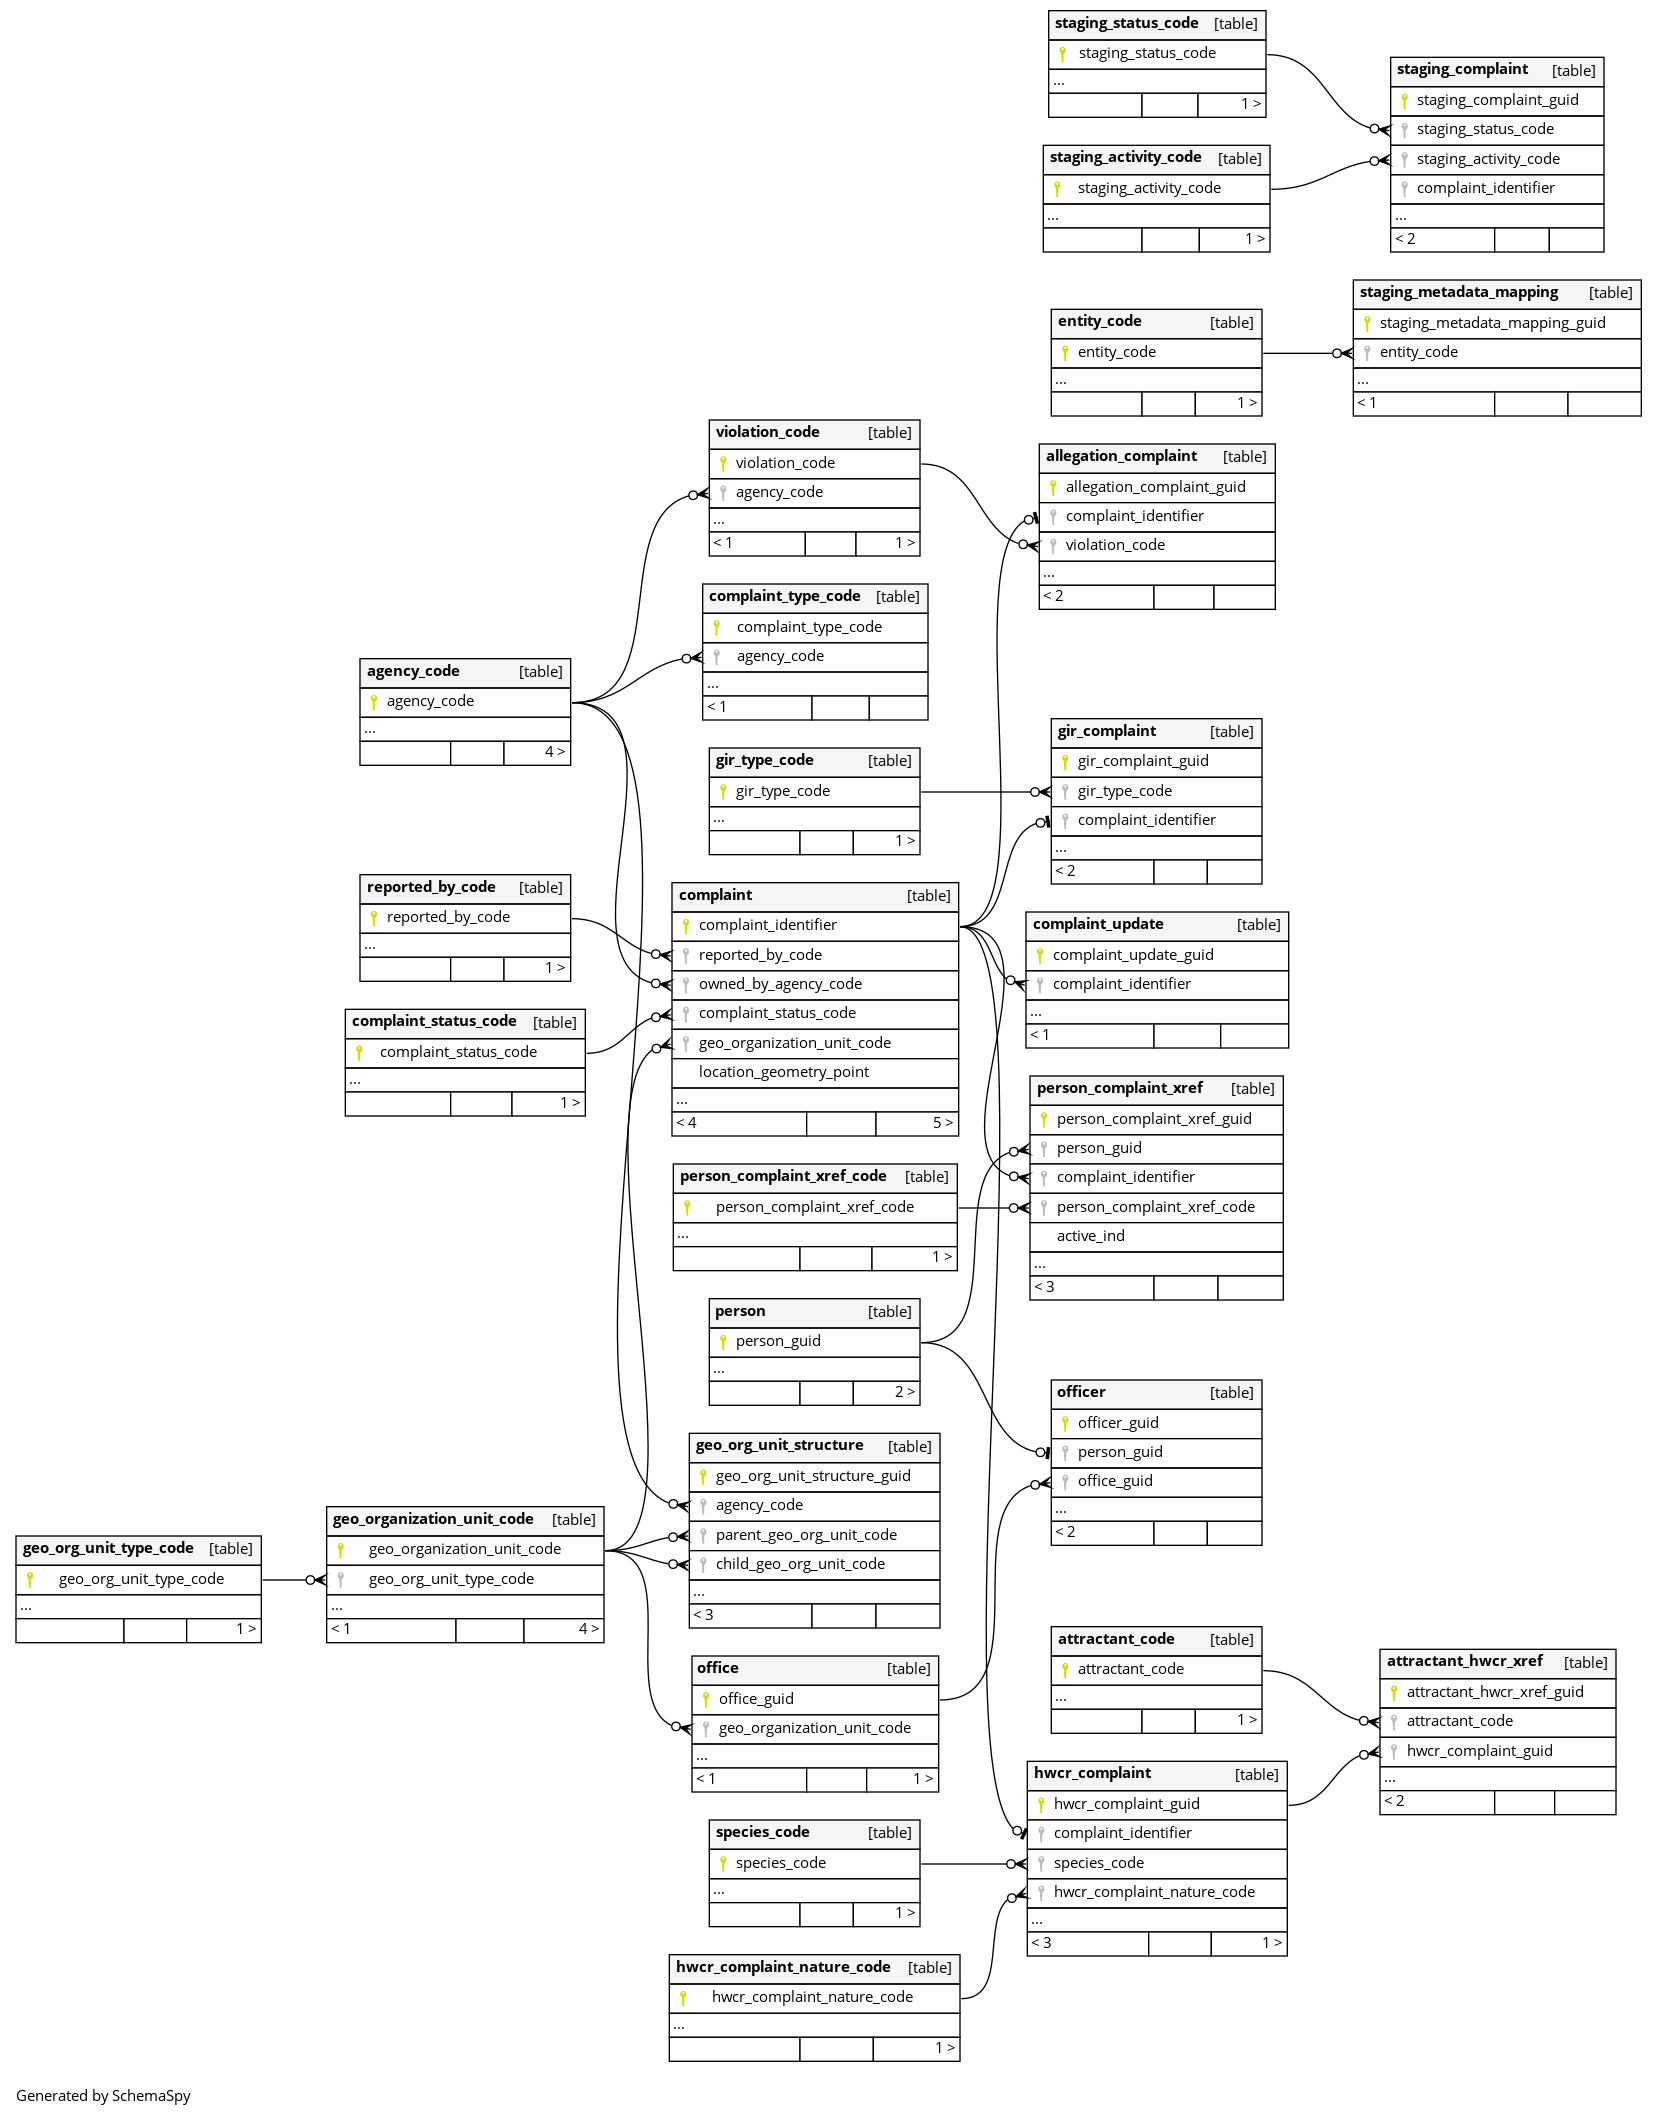 staging_status_code [table]
staging_status_code
...
1 >
staging_complaint [table]
staging_complaint_guid
staging_status_code
staging_activity_code
complaint_identifier
...
< 2
staging_activity_code [table]
staging_activity_code
...
1 >
staging_metadata_mapping [table]
staging_metadata_mapping_guid
entity_code
...
< 1
entity_code [table]
entity_code
...
1 >
violation_code [table]
violation_code
agency_code
...
< 1 1 >
allegation_complaint [table]
allegation_complaint_guid
complaint_identifier
violation_code
...
< 2
complaint_type_code [table]
complaint_type_code
agency_code
...
< 1
agency_code [table]
agency_code
...
4 >
gir_type_code [table]
gir_type_code
...
1 >
gir_complaint [table]
gir_complaint_guid
gir_type_code
complaint_identifier
...
< 2
reported_by_code [table]
reported_by_code
...
1 >
complaint_status_code [table]
complaint_status_code
...
1 >
complaint [table]
complaint_identifier
reported_by_code
owned_by_agency_code
complaint_status_code
geo_organization_unit_code
location_geometry_point
...
< 4 5 >
complaint_update [table]
complaint_update_guid
complaint_identifier
...
< 1
person_complaint_xref [table]
person_complaint_xref_guid
person_guid
complaint_identifier
person_complaint_xref_code
active_ind
...
< 3
person_complaint_xref_code [table]
person_complaint_xref_code
...
1 >
person [table]
person_guid
...
2 >
officer [table]
officer_guid
person_guid
office_guid
...
< 2
geo_org_unit_structure [table]
geo_org_unit_structure_guid
agency_code
parent_geo_org_unit_code
child_geo_org_unit_code
...
< 3
geo_organization_unit_code [table]
geo_organization_unit_code
geo_org_unit_type_code
...
< 1 4 >
geo_org_unit_type_code [table]
geo_org_unit_type_code
...
1 >
office [table]
office_guid
geo_organization_unit_code
...
< 1 1 >
attractant_code [table]
attractant_code
...
1 >
attractant_hwcr_xref [table]
attractant_hwcr_xref_guid
attractant_code
hwcr_complaint_guid
...
< 2
hwcr_complaint [table]
hwcr_complaint_guid
complaint_identifier
species_code
hwcr_complaint_nature_code
...
< 3 1 >
species_code [table]
species_code
...
1 >
hwcr_complaint_nature_code [table]
hwcr_complaint_nature_code
...
1 >
Generated by SchemaSpy